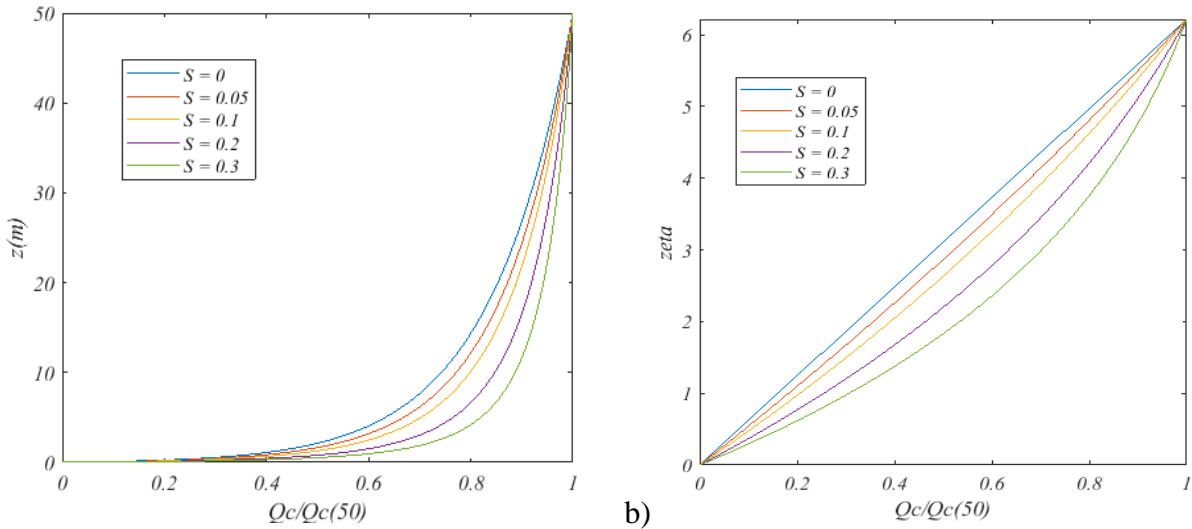 50
40
30
20
10
0
z(m)
S = 0
S = 0.05
S = 0.1
S = 0.2
S = 0.3
0 0.2 0.4 0.6 0.8 1
Qc/Qc(50)
b)
6
5
4
3
2
1
0
zeta
S = 0
S = 0.05
S = 0.1
S = 0.2
S = 0.3
0 0.2 0.4 0.6 0.8 1
Qc/Qc(50)